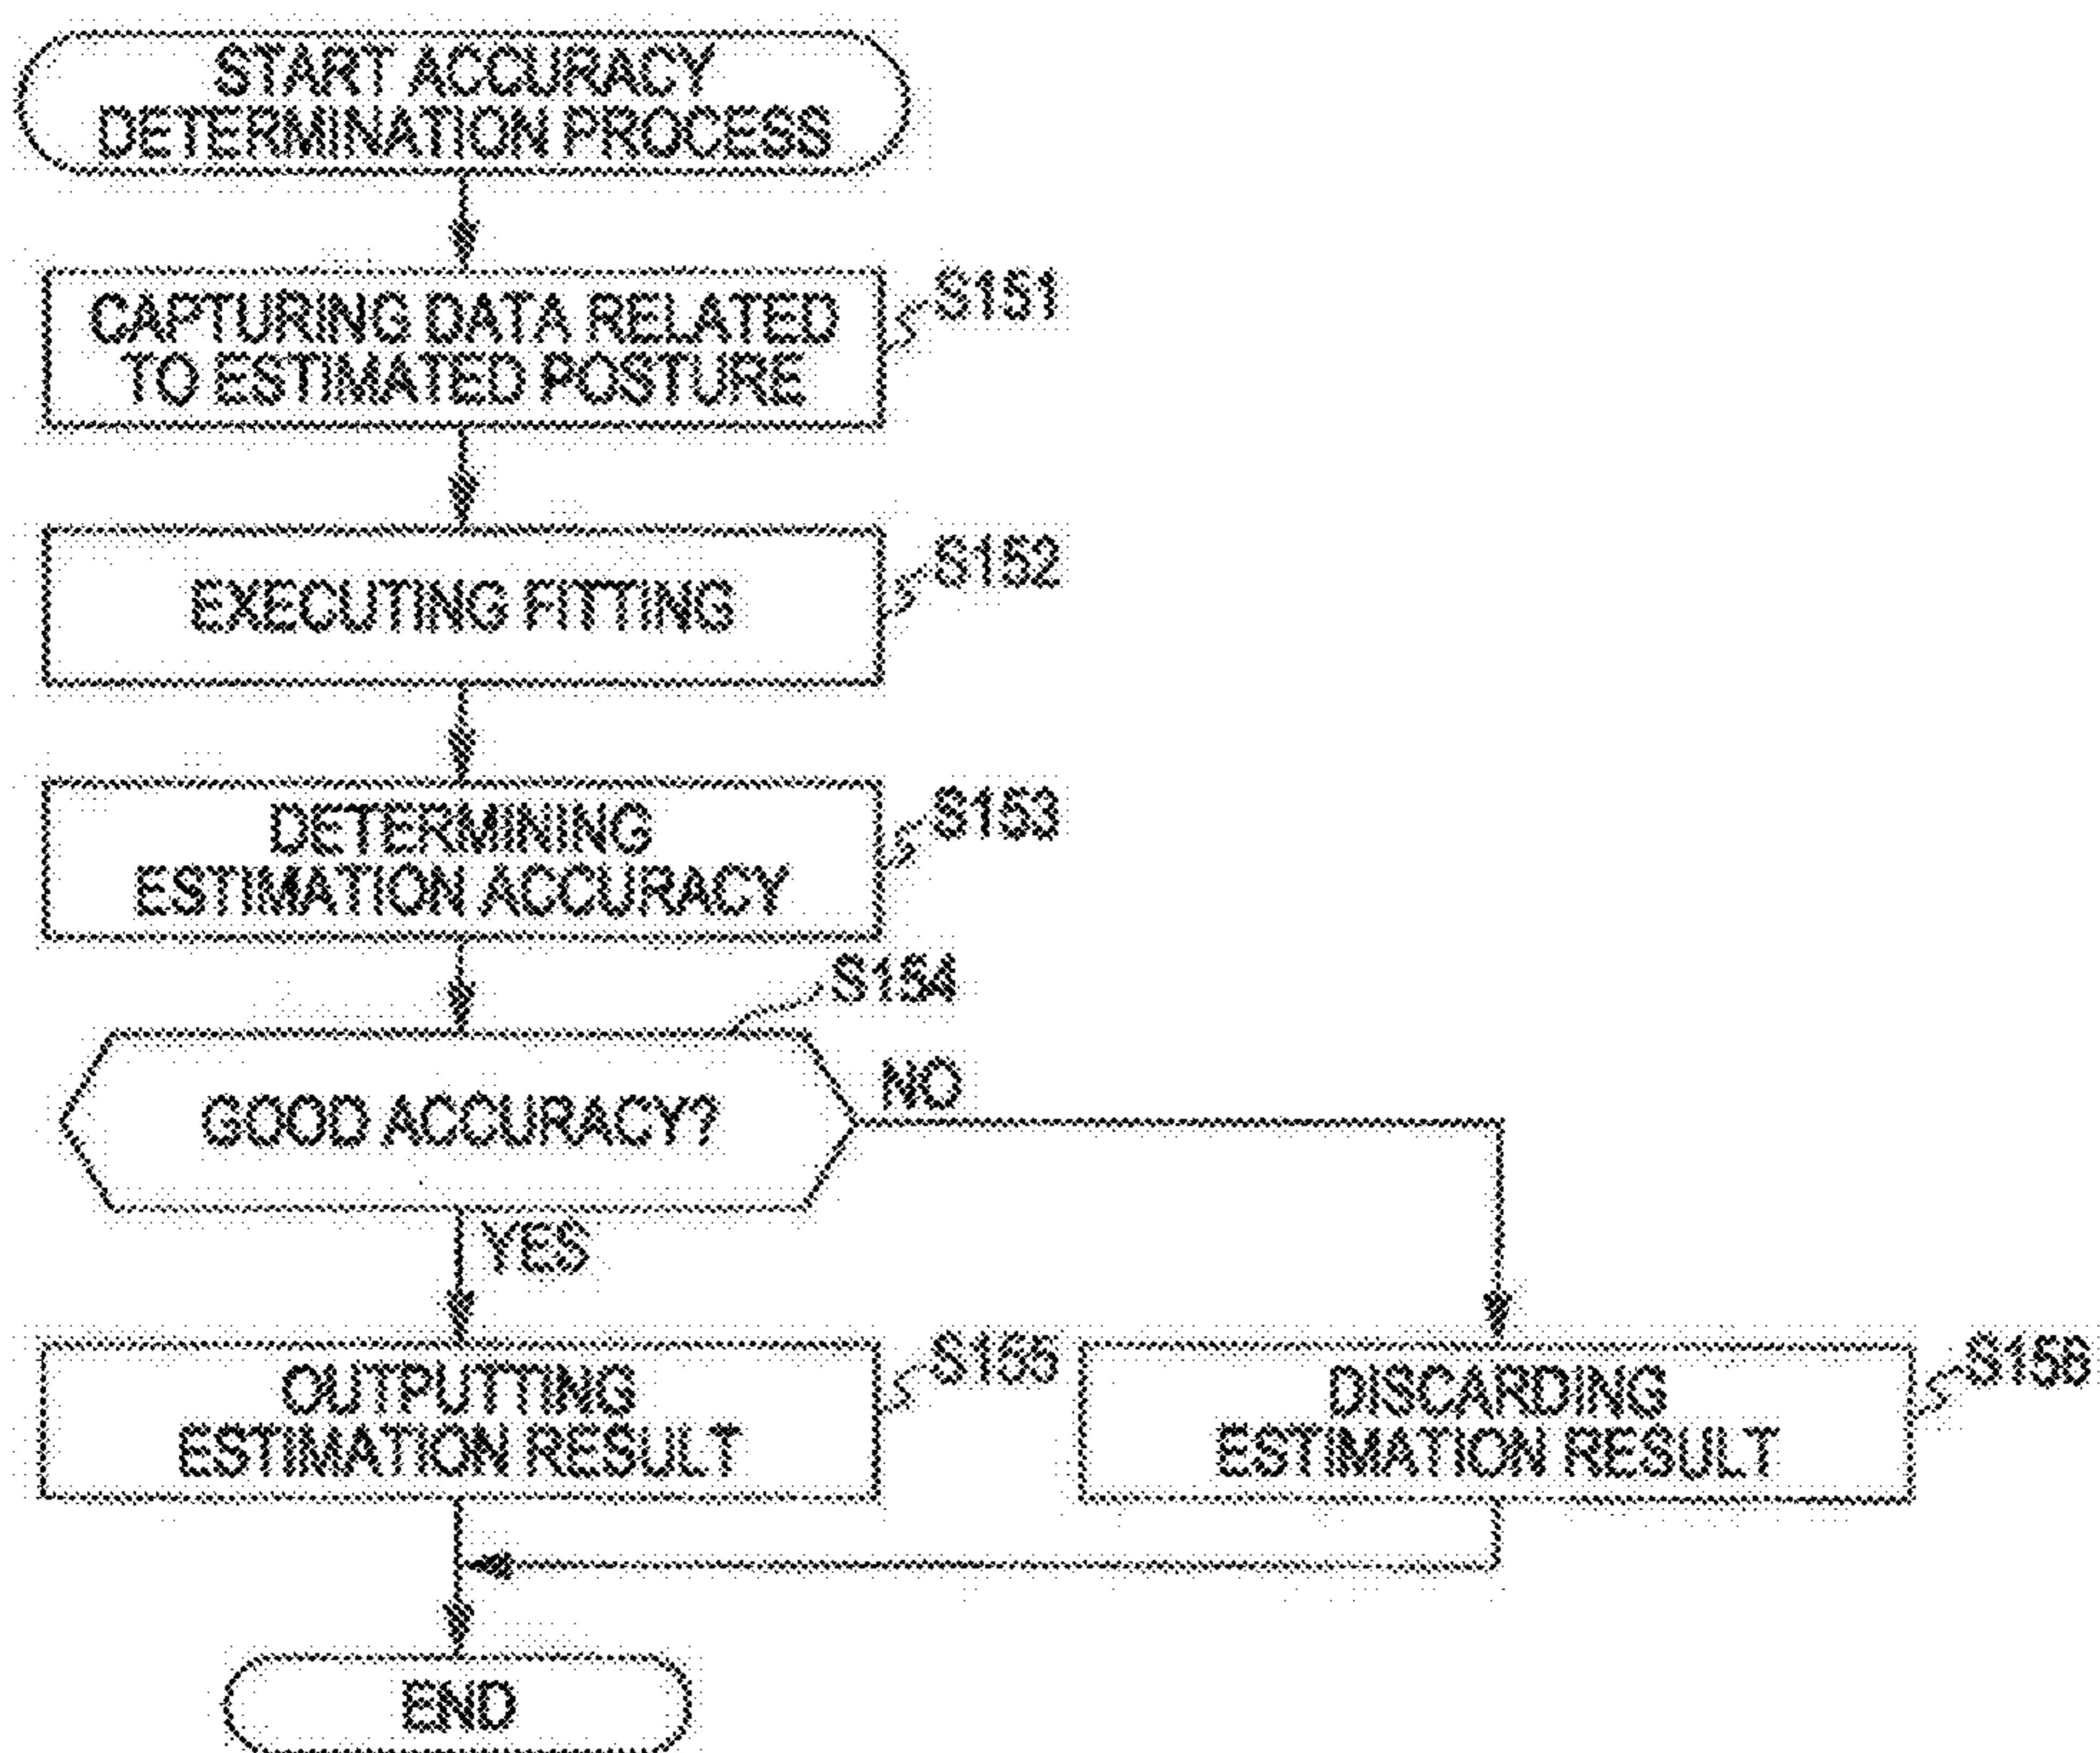 START ACCURACY
DETERMINATION PROCESS
CAPTURING DATA RELATED
TO ESTIMATED POSTURE
S151
EXECUTING FITTING
S152
DETERMINING
ESTIMATION ACCURACY
S153
S154
GOOD ACCURACY?
NO
YES
OUTPUTTING
ESTIMATION RESULT
S155
DISCARDING
ESTIMATION RESULT
S156
END